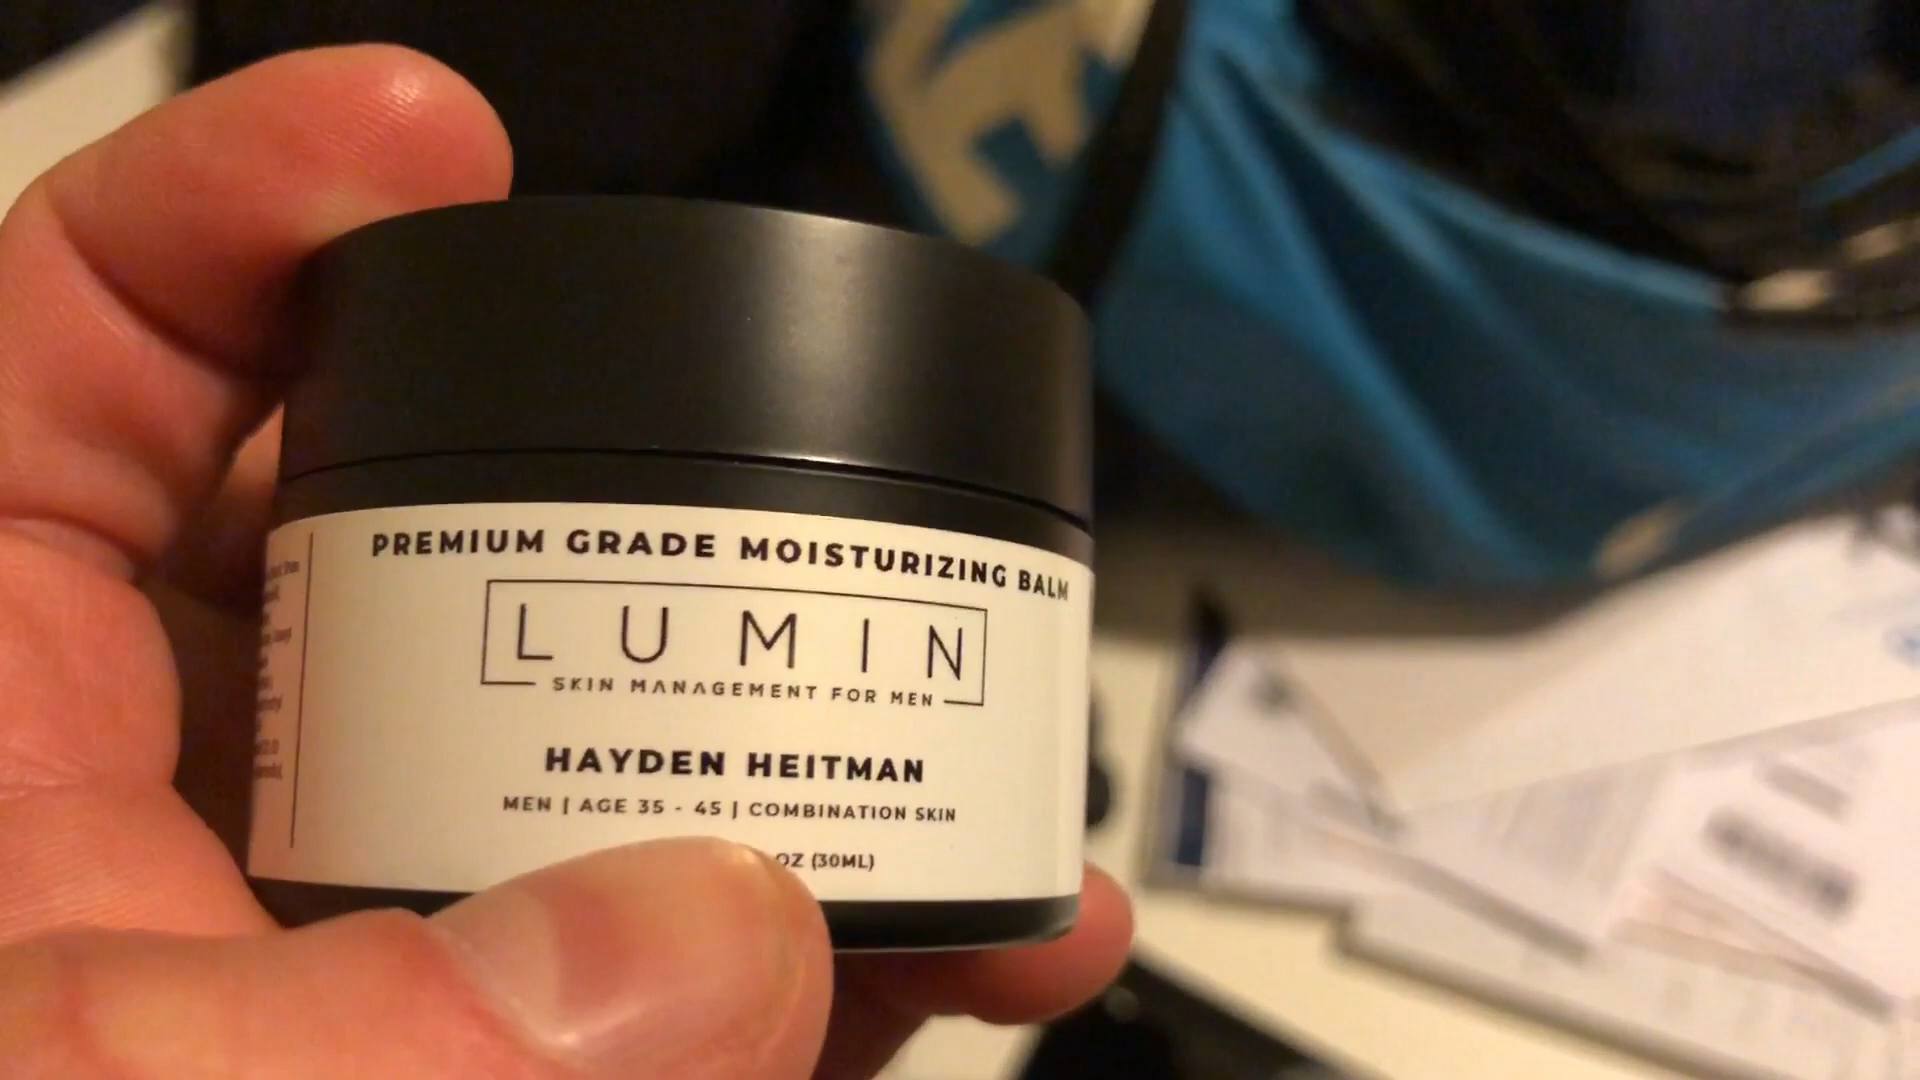 PREMIUM GRADE MOISTURIZING BALM
LUMIN
SKIN MANAGEMENT FOR MEN
HAYDEN HEITMAN
MEN | AGE 35 - 45 | COMBINATION SKIN
OZ (30ML)